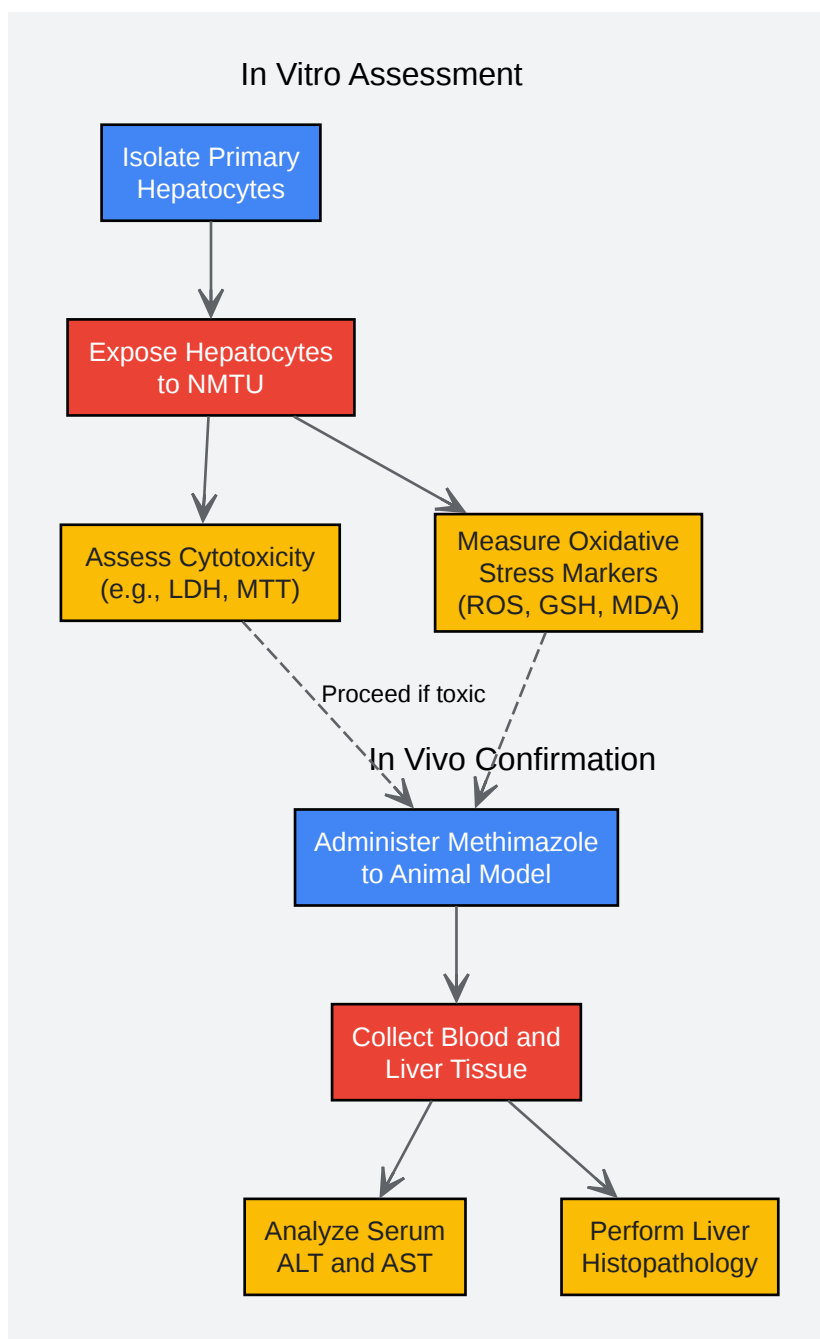 In Vitro Assessment
Isolate Primary
Hepatocytes
Expose Hepatocytes
to NMTU
Assess Cytotoxicity
(e.g., LDH, MTT)
Measure Oxidative
Stress Markers
(ROS, GSH, MDA)
Proceed if toxic
In Vivo Confirmation
Administer Methimazole
to Animal Model
Collect Blood and
Liver Tissue
Analyze Serum
ALT and AST
Perform Liver
Histopathology